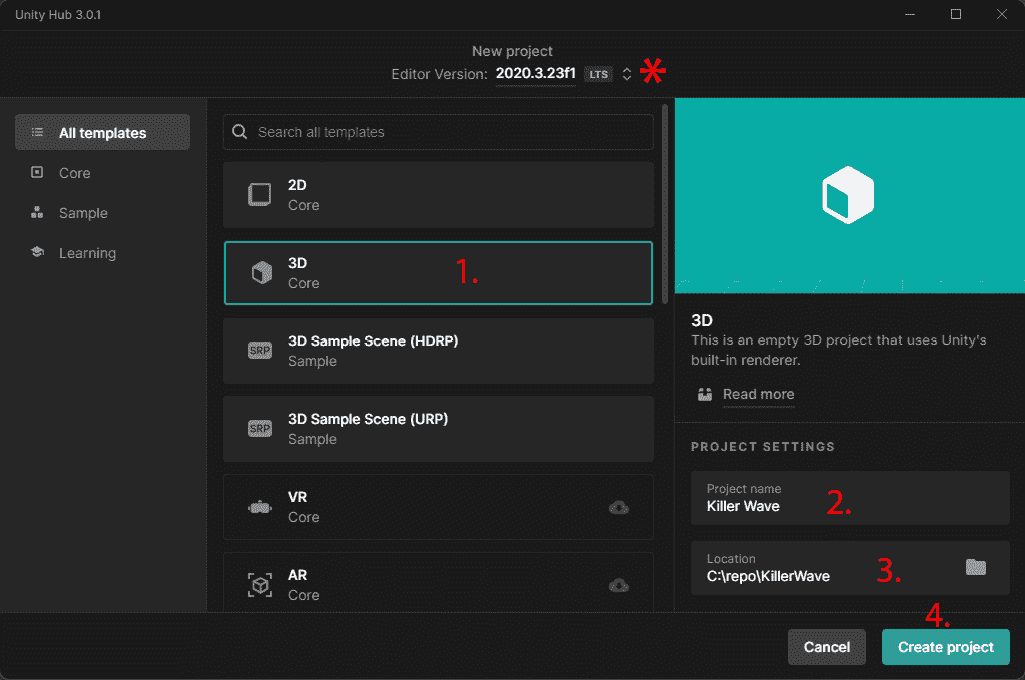 Unity Hub 3.0.1
New project
Editor Version: 2020.3.23f1 LTS *
All templates
Core
Sample
Learning
Search all templates
2D
Core
3D
Core
1.
3D Sample Scene (HDRP)
Sample
SRP
3D Sample Scene (URP)
Sample
SRP
VR
Core
AR
Core
3D
This is an empty 3D project that uses Unity's
built-in renderer.
Read more
PROJECT SETTINGS
Project name
Killer Wave
2.
Location
C:\repo\KillerWave
3.
4.
Cancel
Create project